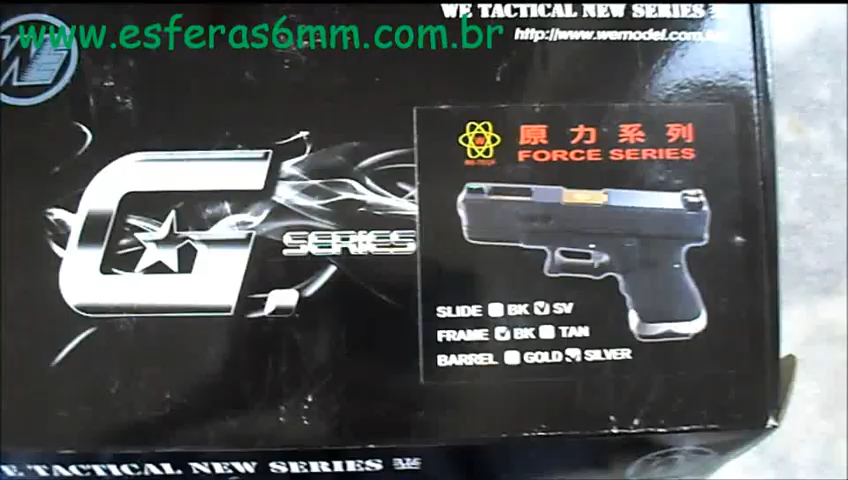 WE TACTICAL NEW SERIES
www.esferas6mm.com.br
http://www.wemodel.com
WE
原力系列
FORCE SERIES
G
SERIES
SLIDE BK SV
FRAME BK TAN
BARREL GOLD SILVER
E TACTICAL NEW SERIES